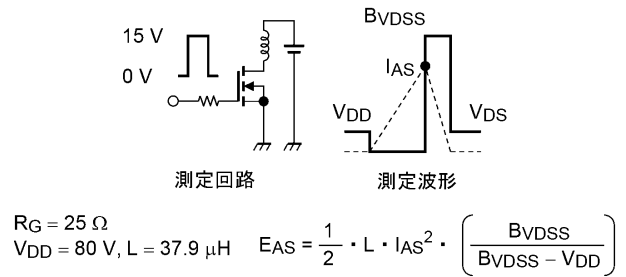 15 V
0 V
BVDSS
IAS
VDD
VDS
測定回路
測定波形
RG = 25 Ω
VDD = 80 V, L = 37.9 μH
EAS = 1/2 ▪ L ▪ IAS² ▪ (BVDSS / (BVDSS − VDD))